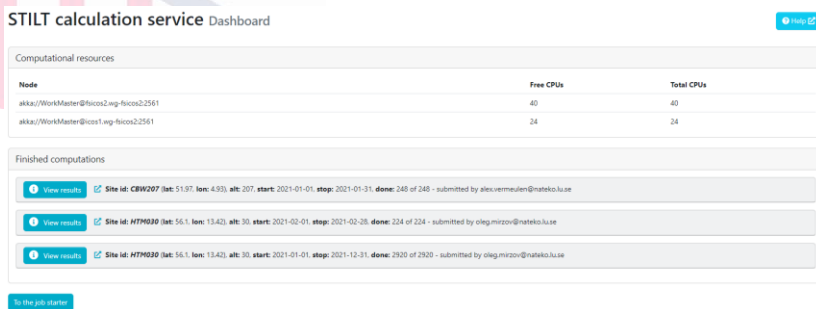 STILT calculation service Dashboard
Help
Computational resources
Node Free CPUs Total CPUs
akka://WorkMaster@fsicos2.wg-fsicos2:2561 40 40
akka://WorkMaster@icos1.wg-fsicos2:2561 24 24
Finished computations
View results Site id: CBW207 (lat: 51.97, lon: 4.93), alt: 207, start: 2021-01-01, stop: 2021-01-31, done: 248 of 248 - submitted by alex.vermeulen@nateko.lu.se
View results Site id: HTM030 (lat: 56.1, lon: 13.42), alt: 30, start: 2021-02-01, stop: 2021-02-28, done: 224 of 224 - submitted by oleg.mirzov@nateko.lu.se
View results Site id: HTM030 (lat: 56.1, lon: 13.42), alt: 30, start: 2021-01-01, stop: 2021-12-31, done: 2920 of 2920 - submitted by oleg.mirzov@nateko.lu.se
To the job starter